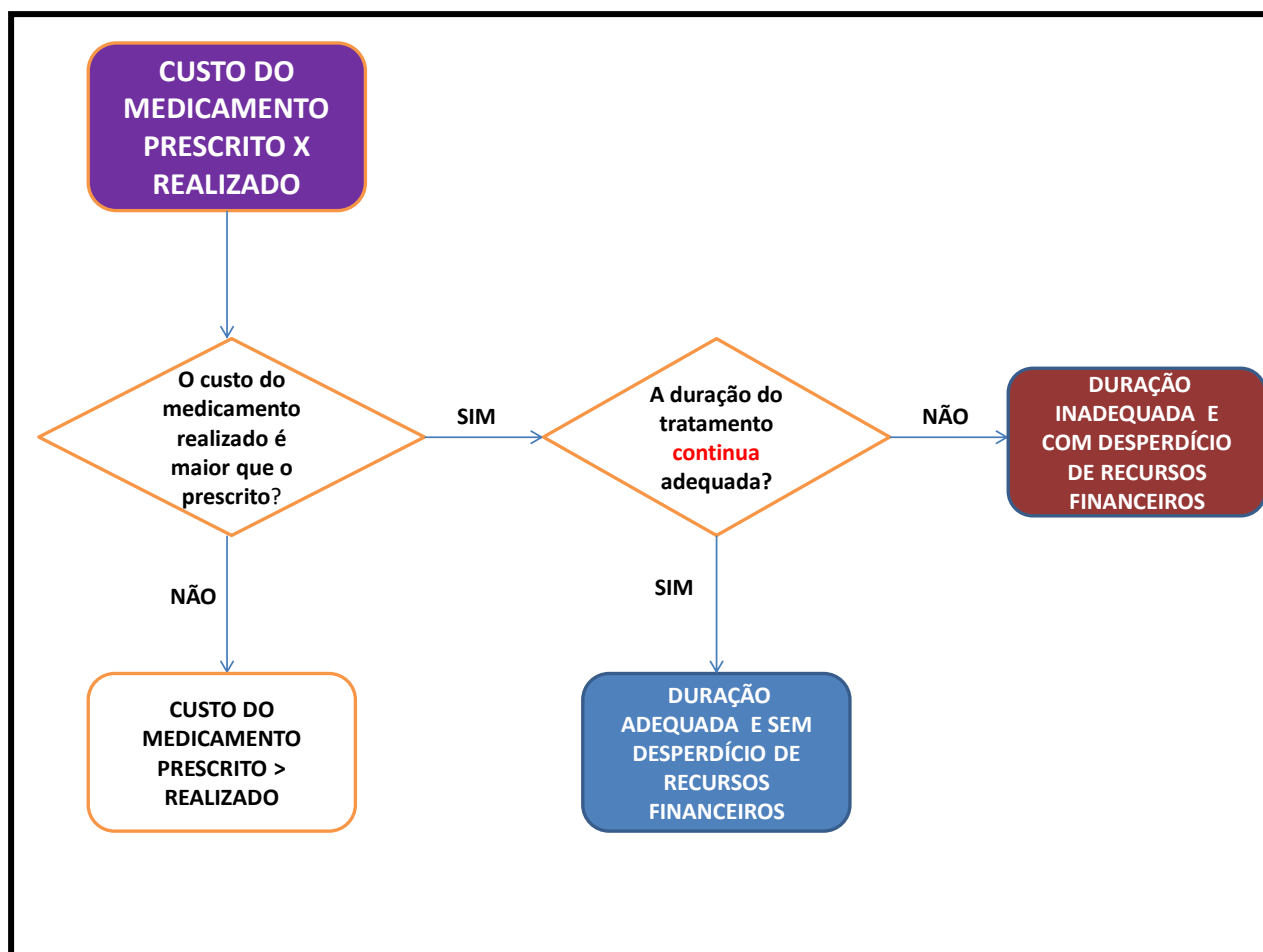 CUSTO DO
MEDICAMENTO
PRESCRITO X
REALIZADO
O custo do
medicamento
realizado é
maior que o
prescrito?
SIM
A duração do
tratamento
continua
adequada?
NÃO
DURAÇÃO
INADEQUADA E
COM DESPERDÍCIO
DE RECURSOS
FINANCEIROS
NÃO
SIM
CUSTO DO
MEDICAMENTO
PRESCRITO >
REALIZADO
DURAÇÃO
ADEQUADA E SEM
DESPERDÍCIO DE
RECURSOS
FINANCEIROS